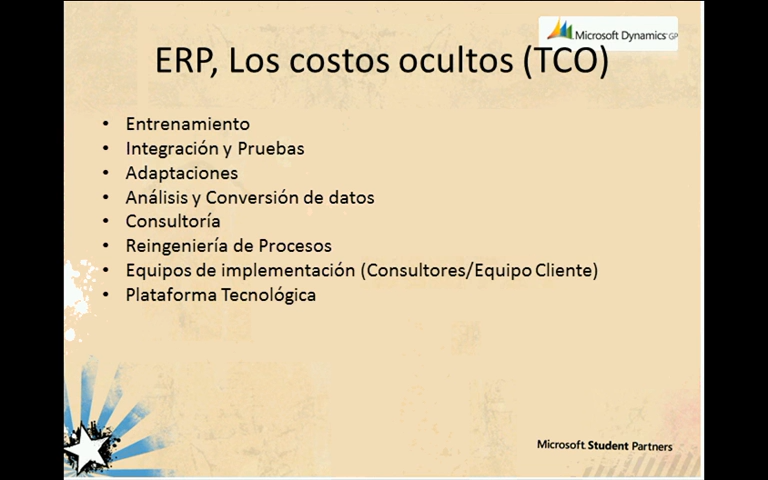 Microsoft Dynamics GP
ERP, Los costos ocultos (TCO)
• Entrenamiento
• Integración y Pruebas
• Adaptaciones
• Análisis y Conversión de datos
• Consultoría
• Reingeniería de Procesos
• Equipos de implementación (Consultores/Equipo Cliente)
• Plataforma Tecnológica
Microsoft Student Partners